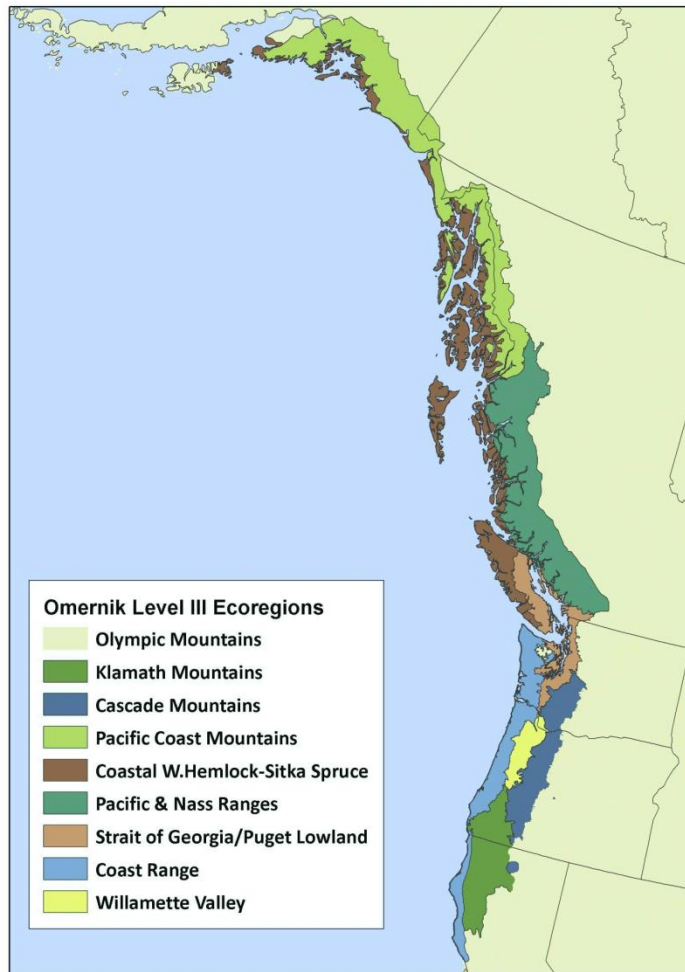 Omernik Level III Ecoregions
Olympic Mountains
Klamath Mountains
Cascade Mountains
Pacific Coast Mountains
Coastal W.Hemlock-Sitka Spruce
Pacific & Nass Ranges
Strait of Georgia/Puget Lowland
Coast Range
Willamette Valley